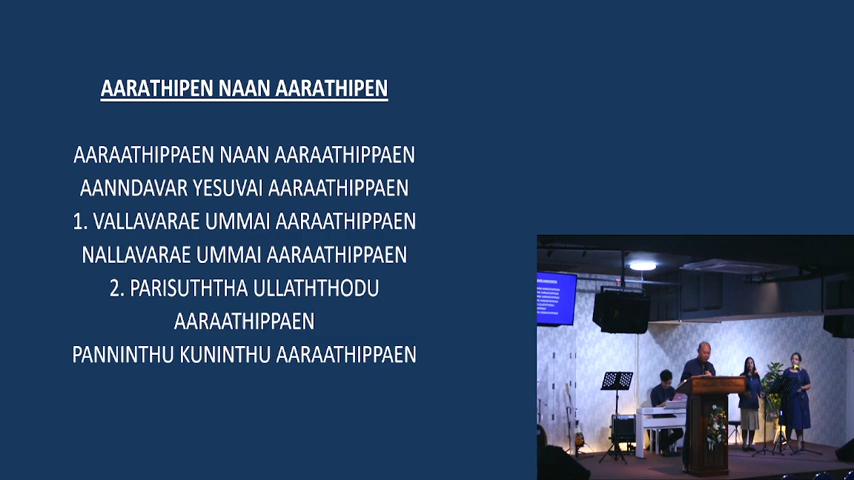 AARATHIPEN NAAN AARATHIPEN
AARAATHIPPAEN NAAN AARAATHIPPAEN
AANNDAVAR YESUVAI AARAATHIPPAEN
1. VALLAVARAE UMMAI AARAATHIPPAEN
NALLAVARAE UMMAI AARAATHIPPAEN
2. PARISUTHTHA ULLATHTHODU
AARAATHIPPAEN
PANNINTHU KUNINTHU AARAATHIPPAEN